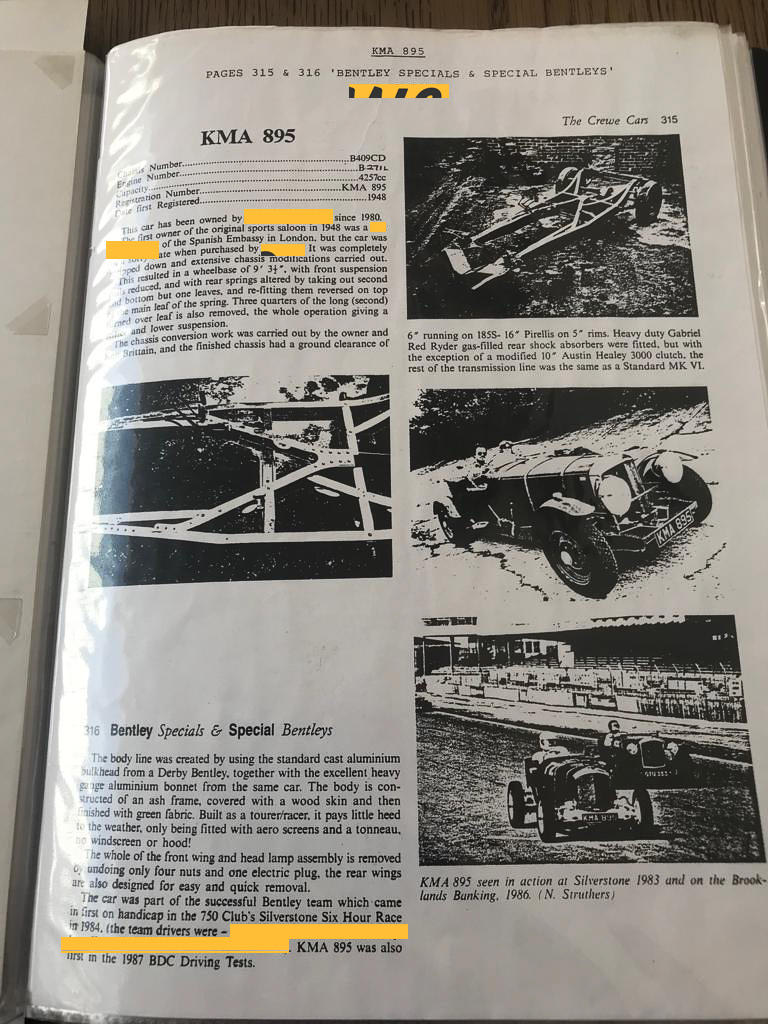 KMA 895
PAGES 315 & 316 'BENTLEY SPECIALS & SPECIAL BENTLEYS'
The Crewe Cars 315
KMA 895
Chassis Number........B409CD
Engine Number........
Capacity........4257cc
Registration Number........KMA 895
Date first Registered........1948
This car has been owned by since 1980.
The first owner of the original sports saloon in 1948 was a
of the Spanish Embassy in London, but the car was
when purchased by It was completely
down and extensive chassis modifications carried out.
This resulted in a wheelbase of 9' 3½", with front suspension
reduced, and with rear springs altered by taking out second
bottom but one leaves, and re-fitting them reversed on top
main leaf of the spring. Three quarters of the long (second)
over leaf is also removed, the whole operation giving a
and lower suspension.
The chassis conversion work was carried out by the owner and
Brittain, and the finished chassis had a ground clearance of
6" running on 185S- 16" Pirellis on 5" rims. Heavy duty Gabriel
Red Ryder gas-filled rear shock absorbers were fitted, but with
the exception of a modified 10" Austin Healey 3000 clutch, the
rest of the transmission line was the same as a Standard MK VI.
KMA 895
316 Bentley Specials & Special Bentleys
The body line was created by using the standard cast aluminium
bulkhead from a Derby Bentley, together with the excellent heavy
gauge aluminium bonnet from the same car. The body is con-
structed of an ash frame, covered with a wood skin and then
finished with green fabric. Built as a tourer/racer, it pays little heed
to the weather, only being fitted with aero screens and a tonneau,
no windscreen or hood!
The whole of the front wing and head lamp assembly is removed
by undoing only four nuts and one electric plug, the rear wings
are also designed for easy and quick removal.
The car was part of the successful Bentley team which came
in first on handicap in the 750 Club's Silverstone Six Hour Race
in 1984, (the team drivers were –
. KMA 895 was also
first in the 1987 BDC Driving Tests.
KMA 895
KMA 895 seen in action at Silverstone 1983 and on the Brook-
lands Banking, 1986. (N. Struthers)